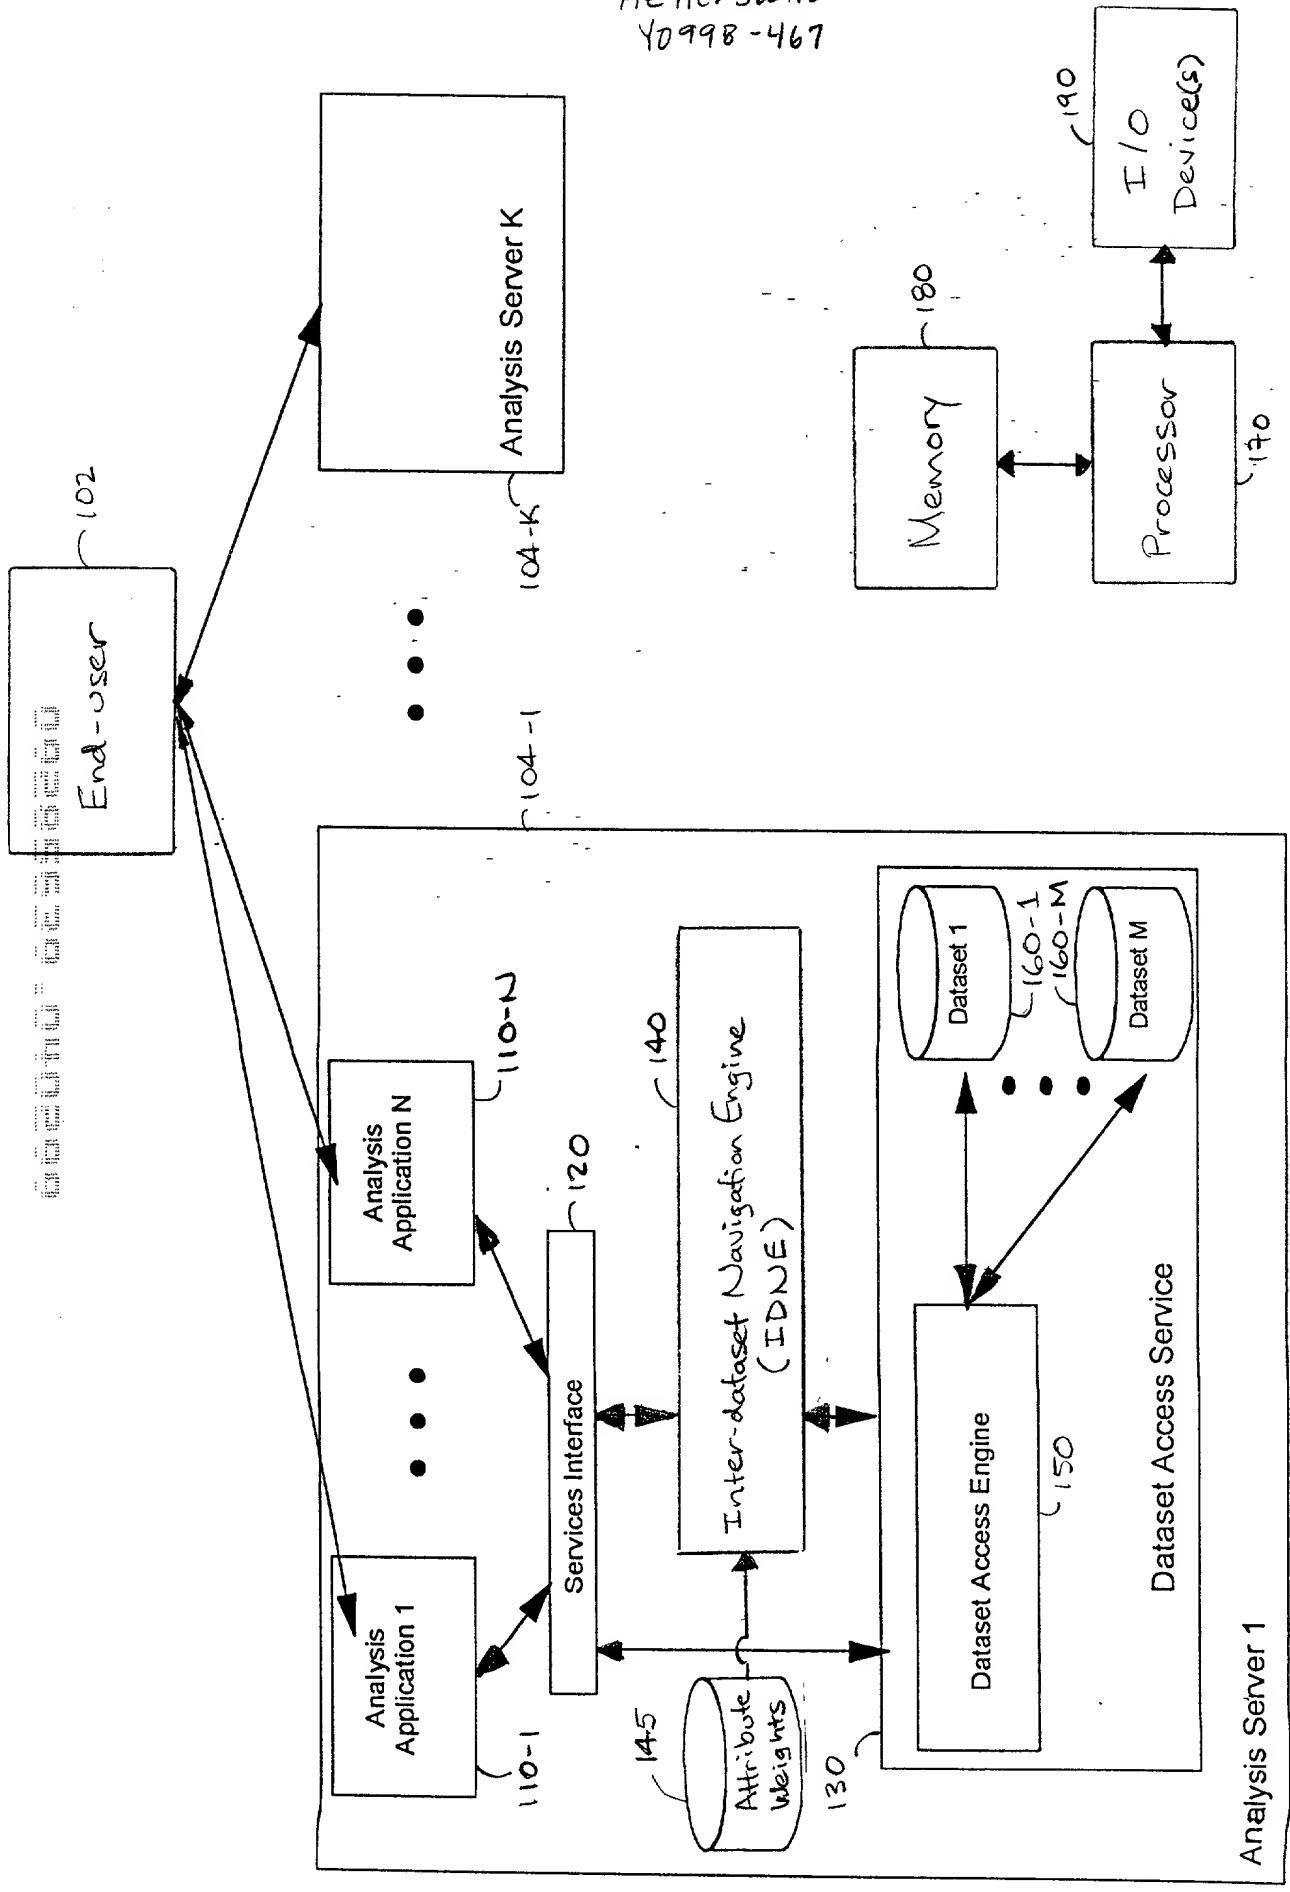 Y0998-467
End-user
102
Analysis Server K
104-K
104-1
Analysis
Application 1
110-1
Analysis
Application N
110-N
Services Interface
120
Inter-dataset Navigation Engine
(IDNE)
140
Attribute
Weights
145
130
Dataset Access Engine
150
Dataset 1
160-1
160-M
Dataset M
Dataset Access Service
Analysis Server 1
Memory
180
Processor
170
I/O
Device(s)
190